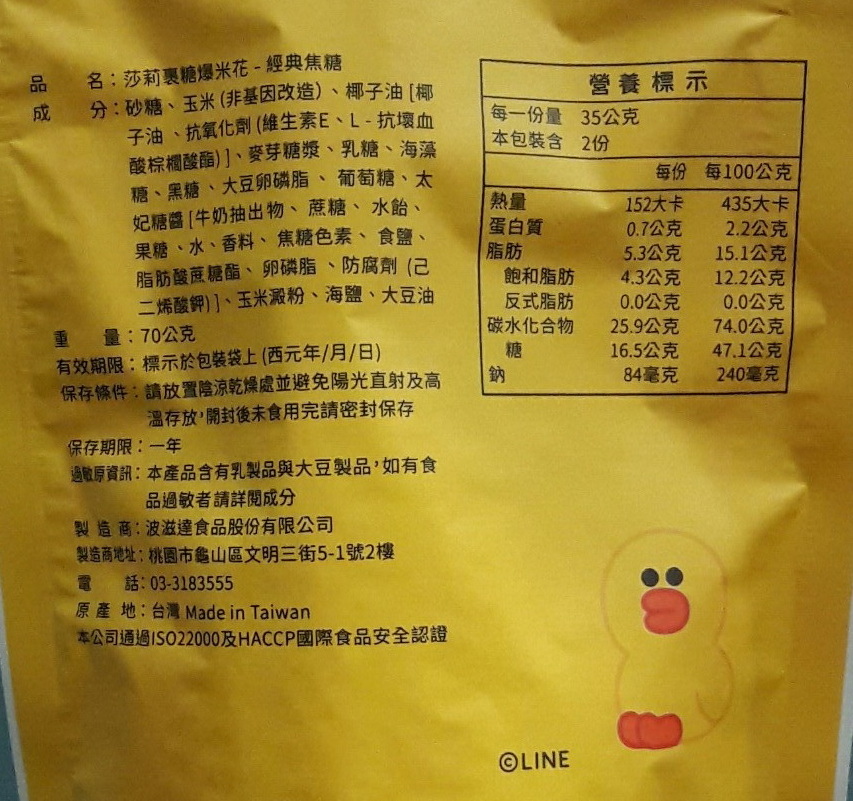 品 名：莎莉裹糖爆米花 - 經典焦糖
成 分：砂糖、玉米 (非基因改造)、椰子油 [椰
子油、抗氧化劑 (維生素E、L - 抗壞血
酸棕櫚酸酯) ]、麥芽糖漿、乳糖、海藻
糖、黑糖、大豆卵磷脂、葡萄糖、太
妃糖醬 [牛奶抽出物、蔗糖、水飴、
果糖、水、香料、焦糖色素、食鹽、
脂肪酸蔗糖酯、卵磷脂、防腐劑 (己
二烯酸鉀) ]、玉米澱粉、海鹽、大豆油
重 量：70公克
有效期限：標示於包裝袋上 (西元年/月/日)
保存條件：請放置陰涼乾燥處並避免陽光直射及高
溫存放，開封後未食用完請密封保存
保存期限：一年
過敏原資訊：本產品含有乳製品與大豆製品，如有食
品過敏者請詳閱成分
製 造 商：波滋達食品股份有限公司
製造商地址：桃園市龜山區文明三街5-1號2樓
電 話：03-3183555
原 產 地：台灣 Made in Taiwan
本公司通過ISO22000及HACCP國際食品安全認證
營養標示
每一份量 35公克
本包裝含 2份
每份 每100公克
熱量 152大卡 435大卡
蛋白質 0.7公克 2.2公克
脂肪 5.3公克 15.1公克
飽和脂肪 4.3公克 12.2公克
反式脂肪 0.0公克 0.0公克
碳水化合物 25.9公克 74.0公克
糖 16.5公克 47.1公克
鈉 84毫克 240毫克
©LINE